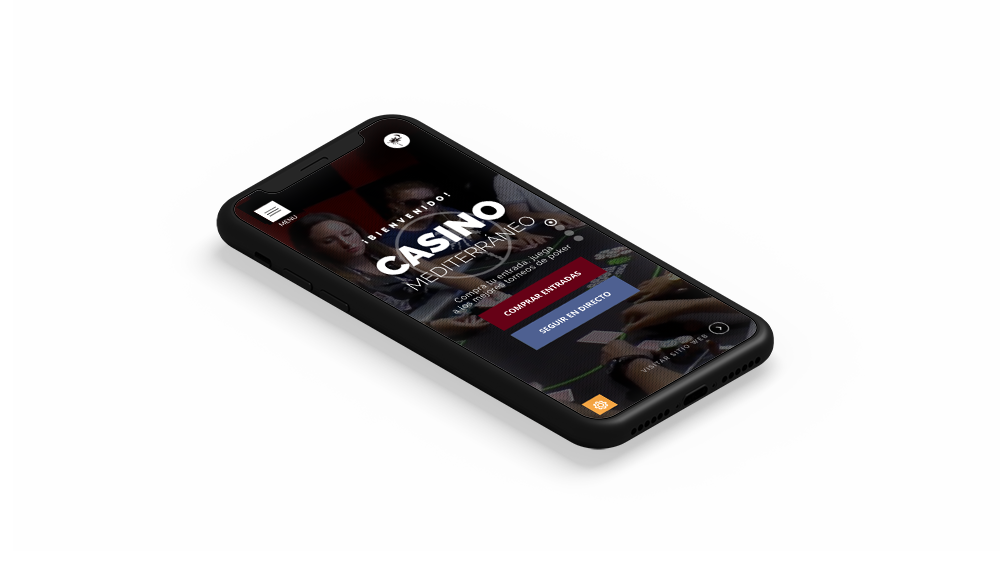 MENU
¡BIENVENIDO!
CASINO
MEDITERRÁNEO
Compra tu entrada, juega
a los mejores torneos de poker
COMPRAR ENTRADAS
SEGUIR EN DIRECTO
VISITAR SITIO WEB